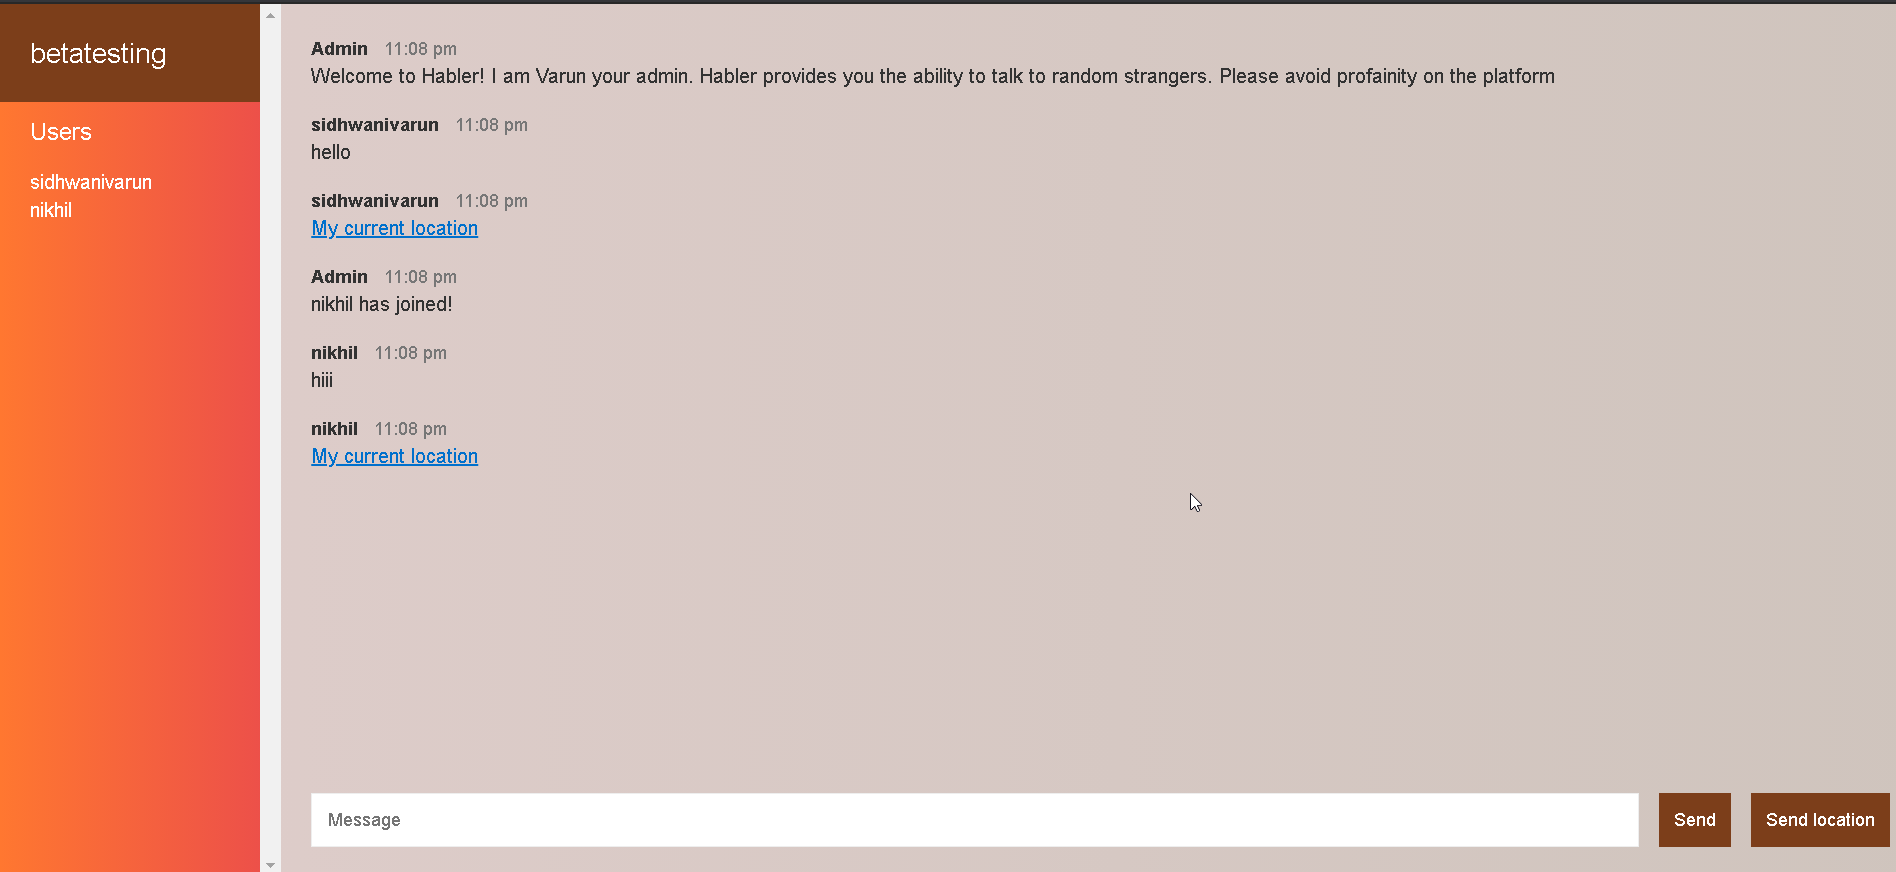 betatesting
Users
sidhwanivarun
nikhil
Admin 11:08 pm
Welcome to Habler! I am Varun your admin. Habler provides you the ability to talk to random strangers. Please avoid profainity on the platform
sidhwanivarun 11:08 pm
hello
sidhwanivarun 11:08 pm
My current location
Admin 11:08 pm
nikhil has joined!
nikhil 11:08 pm
hiii
nikhil 11:08 pm
My current location
Message
Send
Send location